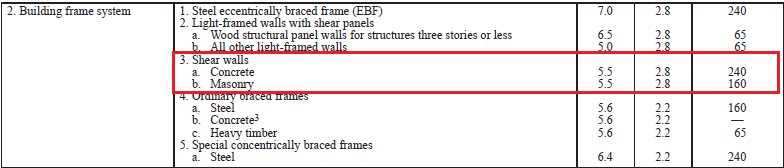 2. Building frame system 1. Steel eccentrically braced frame (EBF) 7.0 2.8 240
2. Light-framed walls with shear panels
a. Wood structural panel walls for structures three stories or less 6.5 2.8 65
b. All other light-framed walls 5.0 2.8 65
3. Shear walls
a. Concrete 5.5 2.8 240
b. Masonry 5.5 2.8 160
4. Ordinary braced frames
a. Steel 5.6 2.2 160
b. Concrete3 5.6 2.2 —
c. Heavy timber 5.6 2.2 65
5. Special concentrically braced frames
a. Steel 6.4 2.2 240